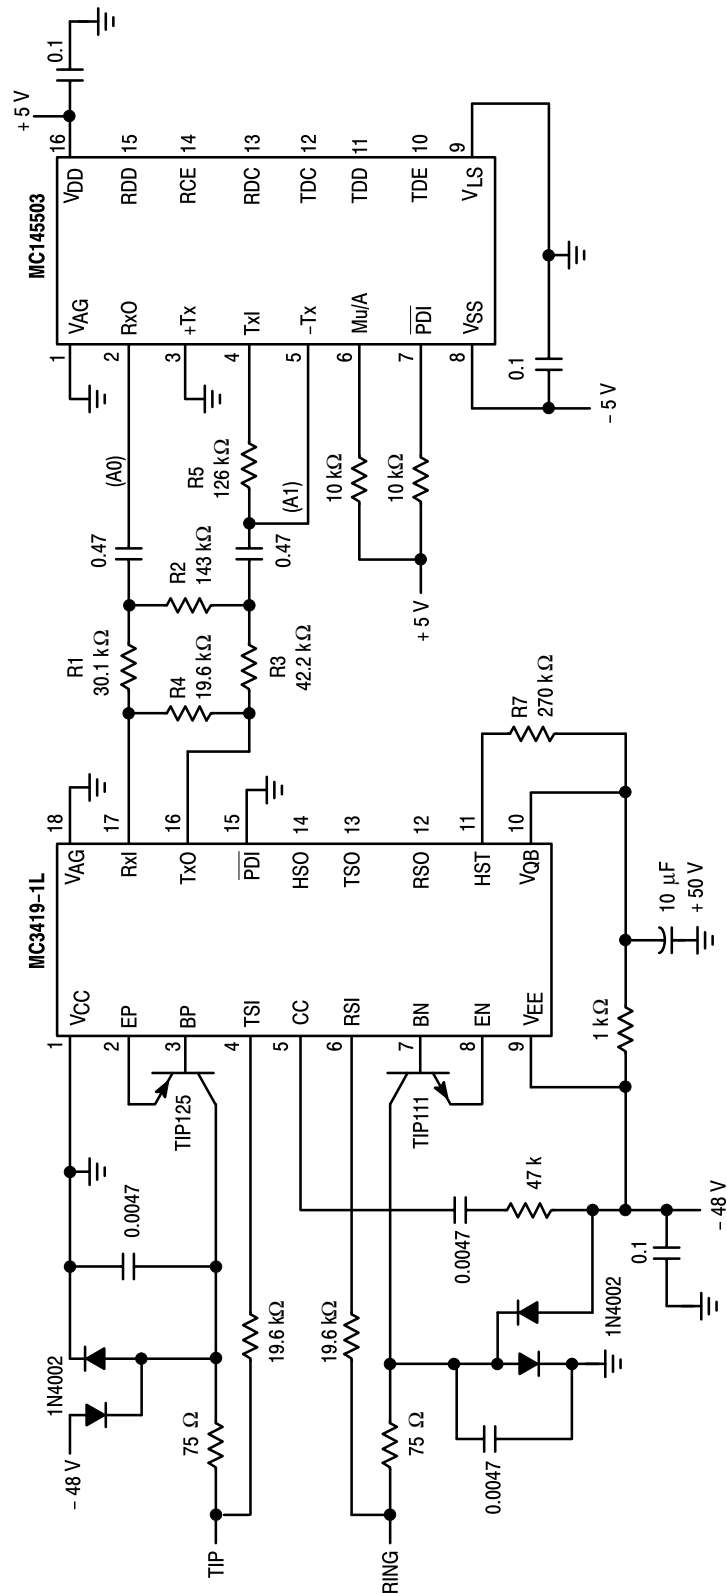 MC3419-1L
MC145503
1
VCC
2
EP
3
BP
4
TSI
5
CC
6
RSI
7
BN
8
EN
9
VEE
18
VAG
17
RxI
16
TxO
15
PDI
14
HSO
13
TSO
12
RSO
11
HST
10
VQB
1
VAG
2
RxO
3
+Tx
4
TxI
5
-Tx
6
Mu/A
7
PDI
8
VSS
16
VDD
15
RDD
14
RCE
13
RDC
12
TDC
11
TDD
10
TDE
9
VLS
– 48 V
1N4002
0.0047
TIP125
TIP
75 Ω
19.6 kΩ
19.6 kΩ
RING
75 Ω
TIP111
0.0047
47 k
0.0047
1N4002
0.1
– 48 V
1 kΩ
10 µF
+ 50 V
R7
270 kΩ
R1
30.1 kΩ
R4
19.6 kΩ
R2
143 kΩ
R3
42.2 kΩ
0.47
0.47
(A0)
R5
126 kΩ
(A1)
10 kΩ
10 kΩ
+ 5 V
+ 5 V
0.1
0.1
– 5 V